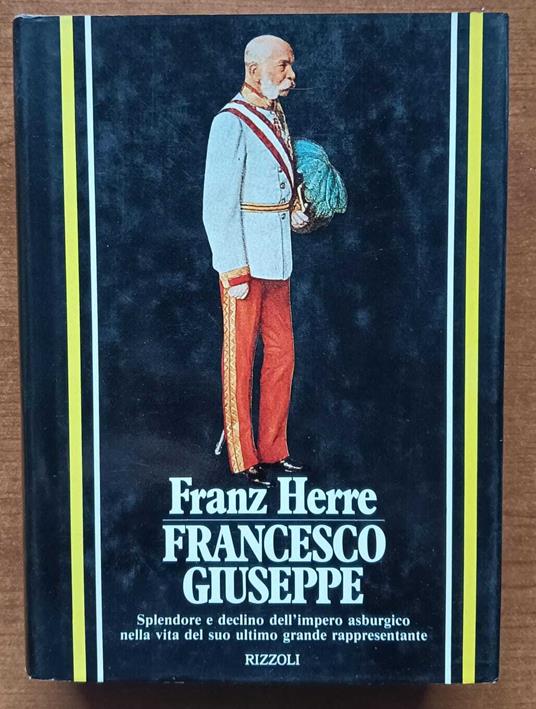 Franz Herre
FRANCESCO
GIUSEPPE
Splendore e declino dell'impero asburgico
nella vita del suo ultimo grande rappresentante
RIZZOLI